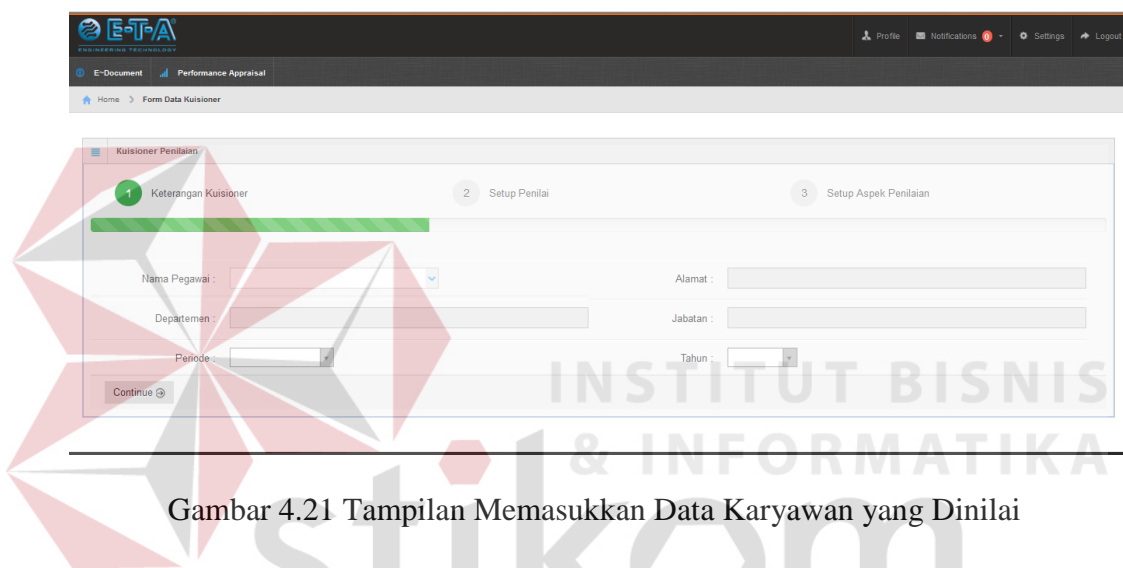 E-T-A
ENGINEERING TECHNOLOGY
Profile Notifications 0 Settings Logout
E-Document Performance Appraisal
Home Form Data Kuisioner
Kuisioner Penilaian
1 Keterangan Kuisioner 2 Setup Penilai 3 Setup Aspek Penilaian
Nama Pegawai : Alamat :
Departemen : Jabatan :
Periode : Tahun :
Continue
INSTITUT BISNIS
& INFORMATIKA
stikom
Gambar 4.21 Tampilan Memasukkan Data Karyawan yang Dinilai